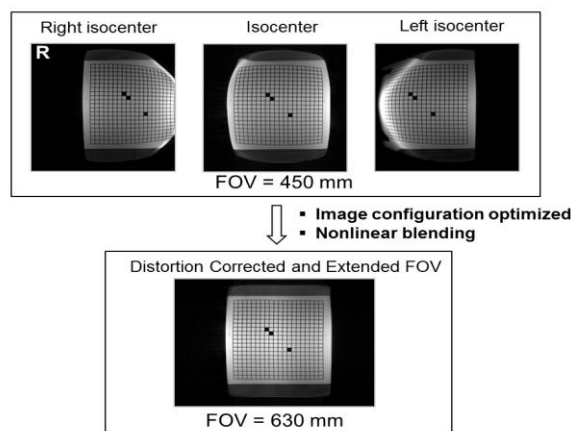 Right isocenter
Isocenter
Left isocenter
R
FOV = 450 mm
▪ Image configuration optimized
▪ Nonlinear blending
Distortion Corrected and Extended FOV
FOV = 630 mm